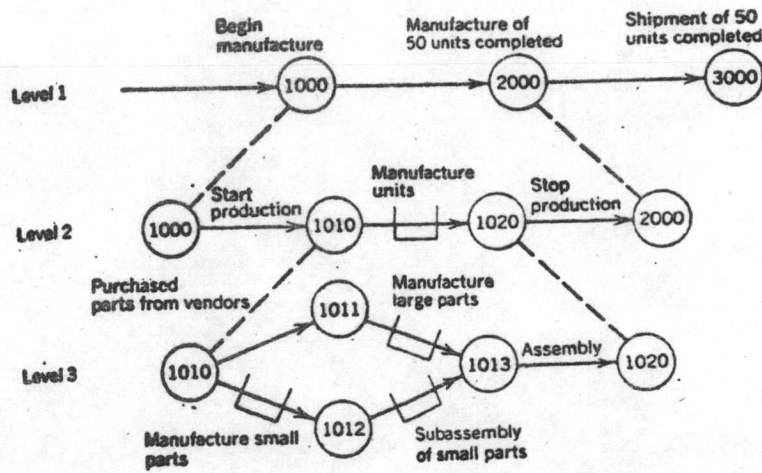 Begin
manufacture
Manufacture of
50 units completed
Shipment of 50
units completed
Level 1
1000
2000
3000
Start
production
Manufacture
units
Stop
production
Level 2
1000
1010
1020
2000
Purchased
parts from vendors
Manufacture
large parts
1011
Level 3
1010
1013
Assembly
1020
1012
Manufacture small
parts
Subassembly
of small parts